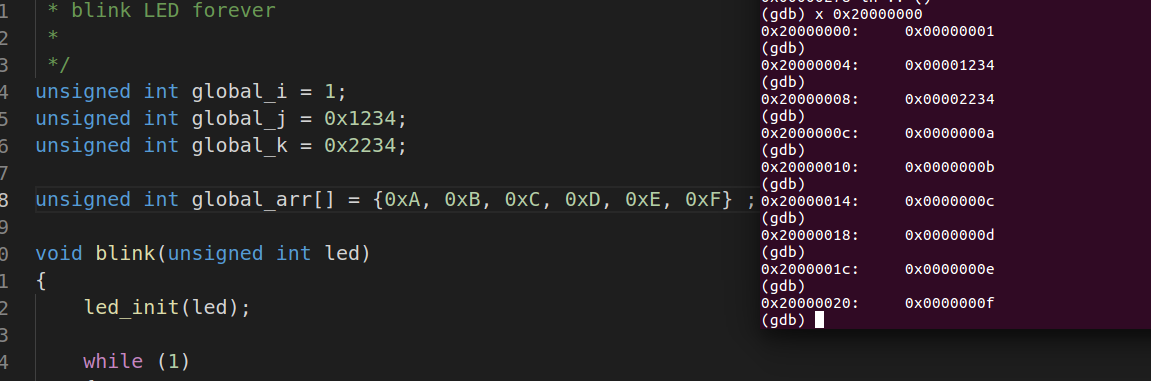 1 * blink LED forever
2 *
3 */
4 unsigned int global_i = 1;
5 unsigned int global_j = 0x1234;
6 unsigned int global_k = 0x2234;
7
8 unsigned int global_arr[] = {0xA, 0xB, 0xC, 0xD, 0xE, 0xF} ;
9
0 void blink(unsigned int led)
1 {
2 led_init(led);
3
4 while (1)
(gdb) x 0x20000000
0x20000000: 0x00000001
(gdb)
0x20000004: 0x00001234
(gdb)
0x20000008: 0x00002234
(gdb)
0x2000000c: 0x0000000a
(gdb)
0x20000010: 0x0000000b
(gdb)
0x20000014: 0x0000000c
(gdb)
0x20000018: 0x0000000d
(gdb)
0x2000001c: 0x0000000e
(gdb)
0x20000020: 0x0000000f
(gdb)